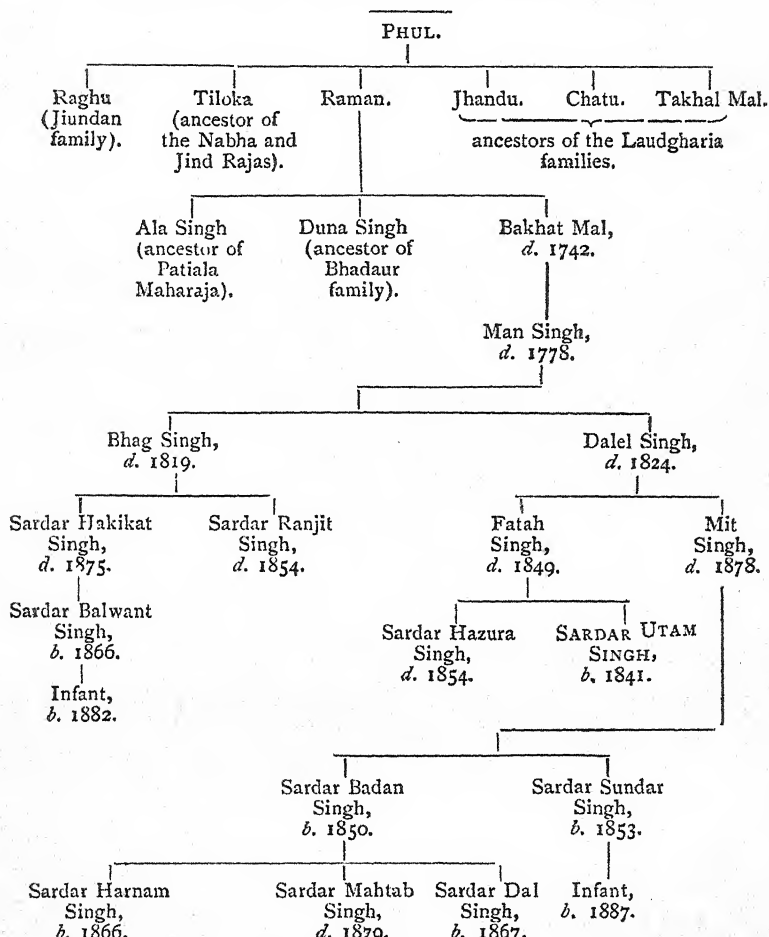 PHUL.
Raghu
(Jiundan
family).
Tiloka
(ancestor of
the Nabha and
Jind Rajas).
Raman.
Jhandu. Chatu. Takhal Mal.
ancestors of the Laudgharia
families.
Ala Singh
(ancestor of
Patiala
Maharaja).
Duna Singh
(ancestor of
Bhadaur
family).
Bakhat Mal,
d. 1742.
Man Singh,
d. 1778.
Bhag Singh,
d. 1819.
Dalel Singh,
d. 1824.
Sardar Hakikat
Singh,
d. 1875.
Sardar Ranjit
Singh,
d. 1854.
Fatah
Singh,
d. 1849.
Mit
Singh,
d. 1878.
Sardar Balwant
Singh,
b. 1866.
Infant,
b. 1882.
Sardar Hazura
Singh,
d. 1854.
SARDAR UTAM
SINGH,
b. 1841.
Sardar Badan
Singh,
b. 1850.
Sardar Sundar
Singh,
b. 1853.
Sardar Harnam
Singh,
b. 1866.
Sardar Mahtab
Singh,
d. 1879.
Sardar Dal
Singh,
b. 1867.
Infant,
b. 1887.